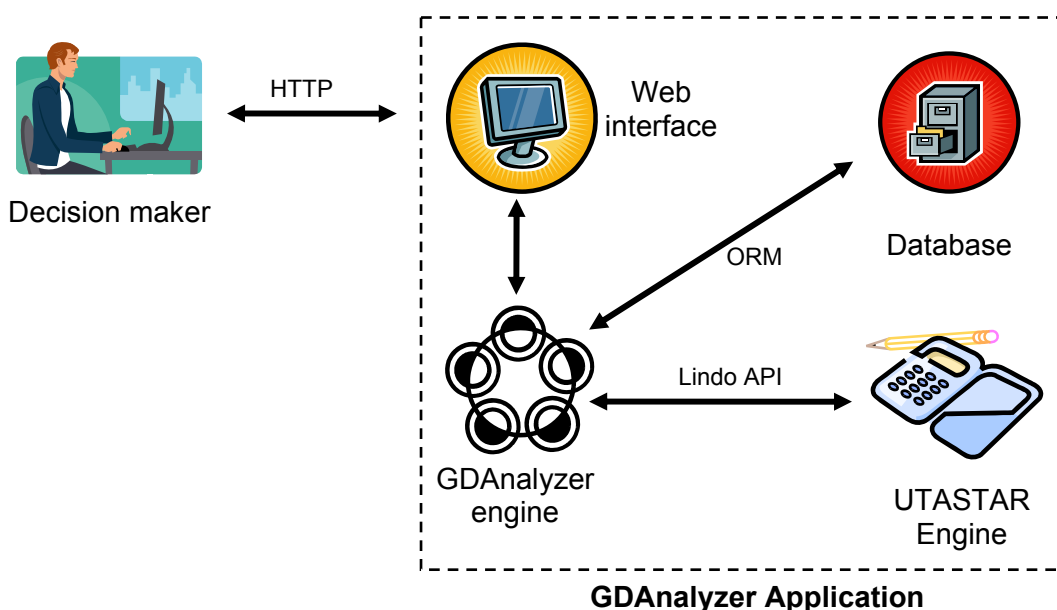 HTTP
Web
interface
Decision maker
Database
ORM
Lindo API
GDAnalyzer
engine
UTASTAR
Engine
GDAnalyzer Application